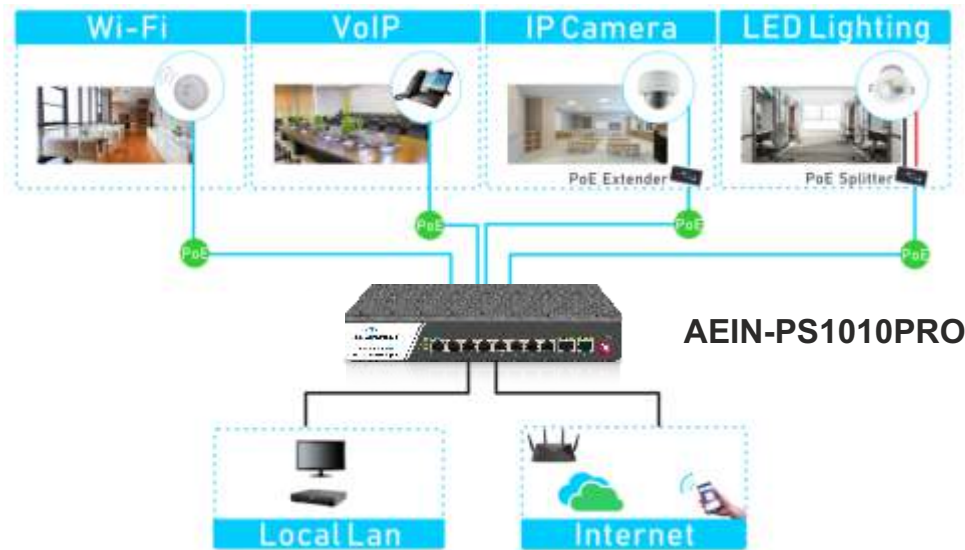 Wi-Fi
VoIP
IP Camera
LED Lighting
PoE Extender
PoE Splitter
PoE
PoE
PoE
PoE
AEIN-PS1010PRO
Local Lan
Internet